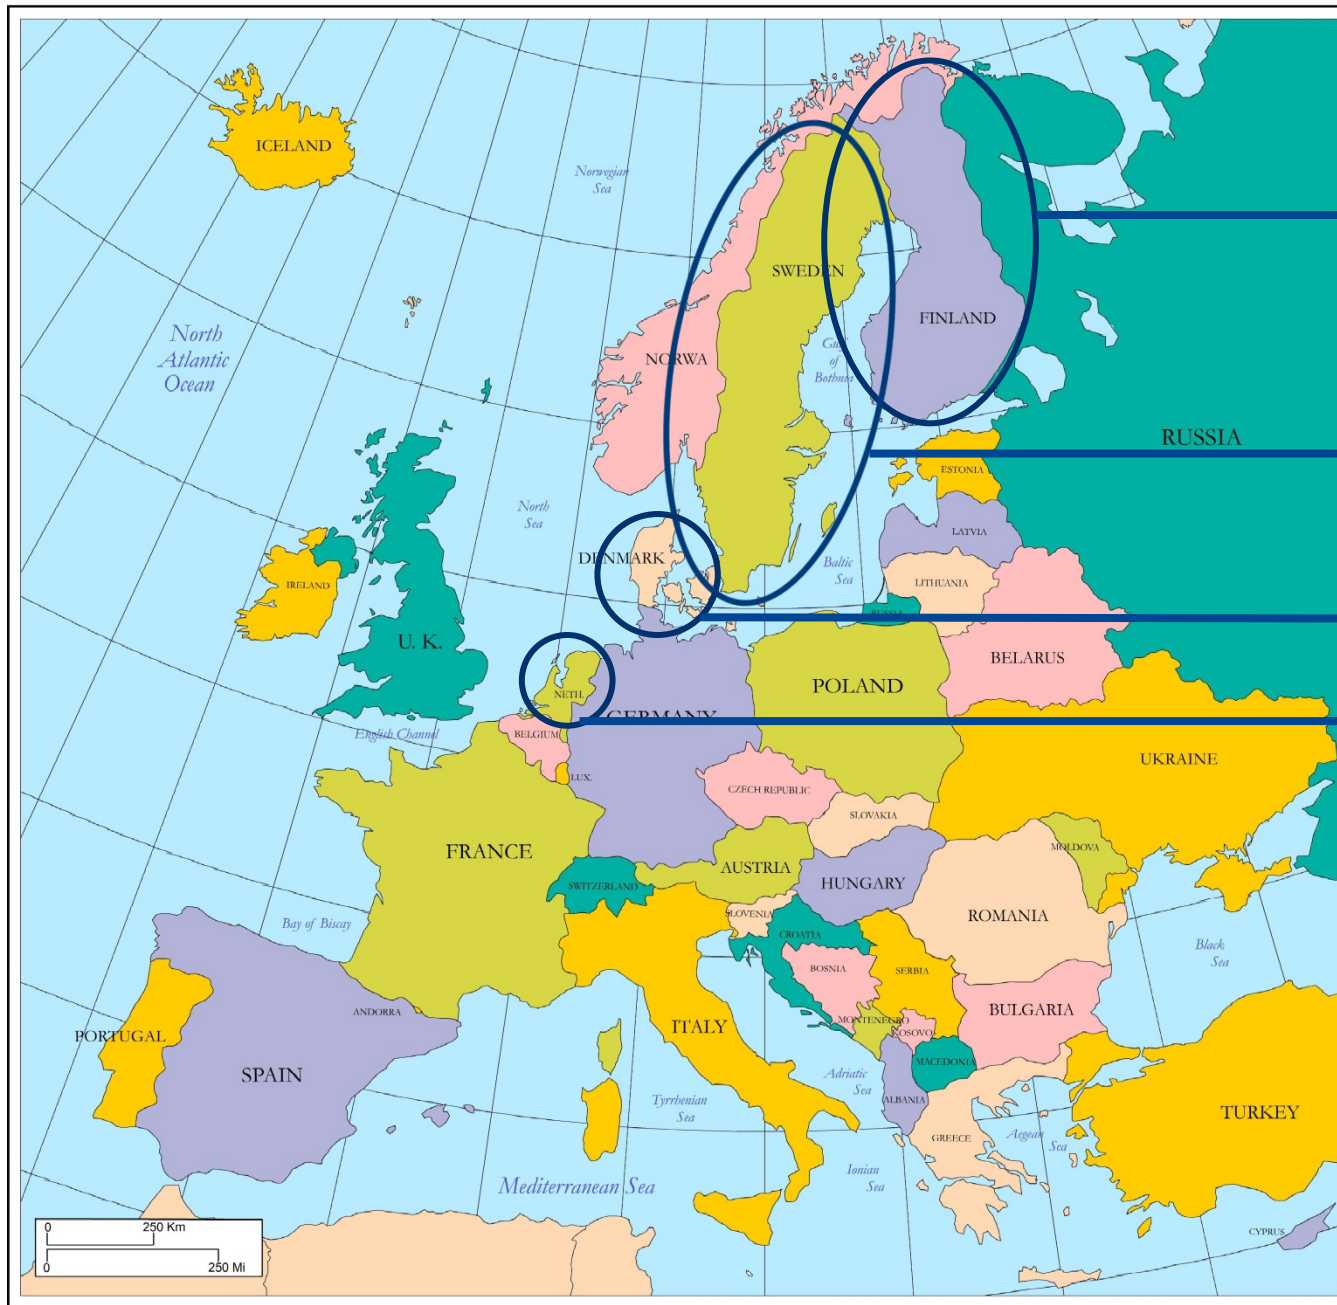 ICELAND
Norwegian
Sea
SWEDEN
FINLAND
North
Atlantic
Ocean
NORWA
Gulf
of
Bothnia
RUSSIA
ESTONIA
North
Sea
LATVIA
DENMARK
Baltic
Sea
LITHUANIA
IRELAND
RUSSIA
U. K.
BELARUS
POLAND
NETH.
GERMANY
English Channel
BELGIUM
UKRAINE
LUX.
CZECH REPUBLIC
SLOVAKIA
FRANCE
MOLDOVA
AUSTRIA
SWITZERLAND
HUNGARY
SLOVENIA
ROMANIA
Bay of Biscay
CROATIA
Black
Sea
BOSNIA
SERBIA
ANDORRA
BULGARIA
MONTENEGRO
PORTUGAL
ITALY
KOSOVO
MACEDONIA
SPAIN
Adriatic
Sea
ALBANIA
Tyrrhenian
Sea
TURKEY
GREECE
Aegean
Sea
Ionian
Sea
Mediterranean Sea
CYPRUS
0
250 Km
0
250 Mi